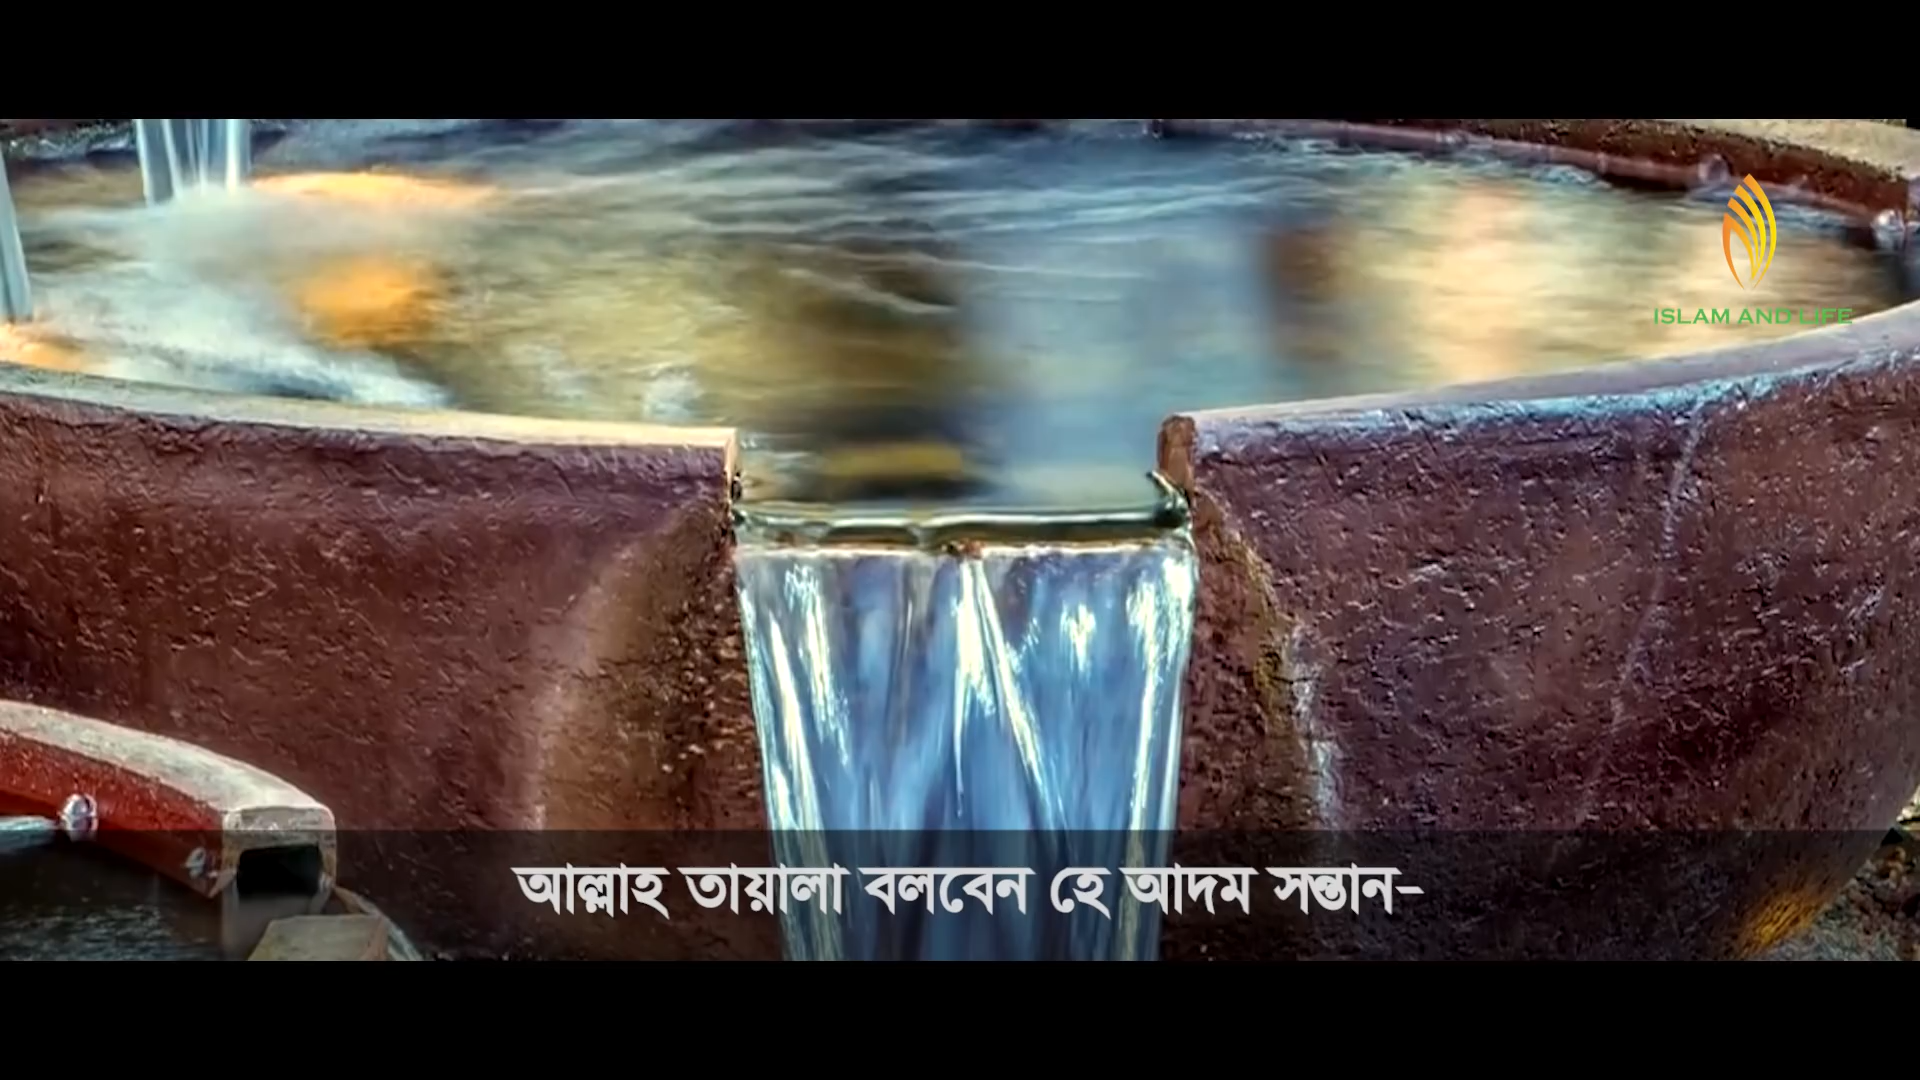 ISLAM AND LIFE
আল্লাহ তায়ালা বলবেন হে আদম সন্তান-